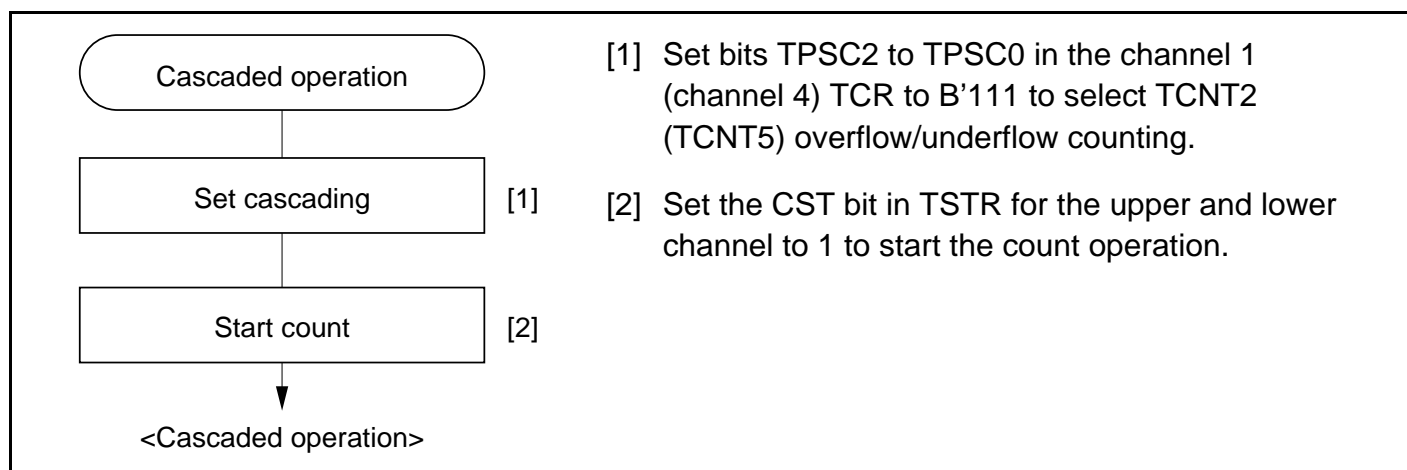 Cascaded operation
Set cascading
[1]
Start count
[2]
<Cascaded operation>
[1] Set bits TPSC2 to TPSC0 in the channel 1
(channel 4) TCR to B’111 to select TCNT2
(TCNT5) overflow/underflow counting.
[2] Set the CST bit in TSTR for the upper and lower
channel to 1 to start the count operation.